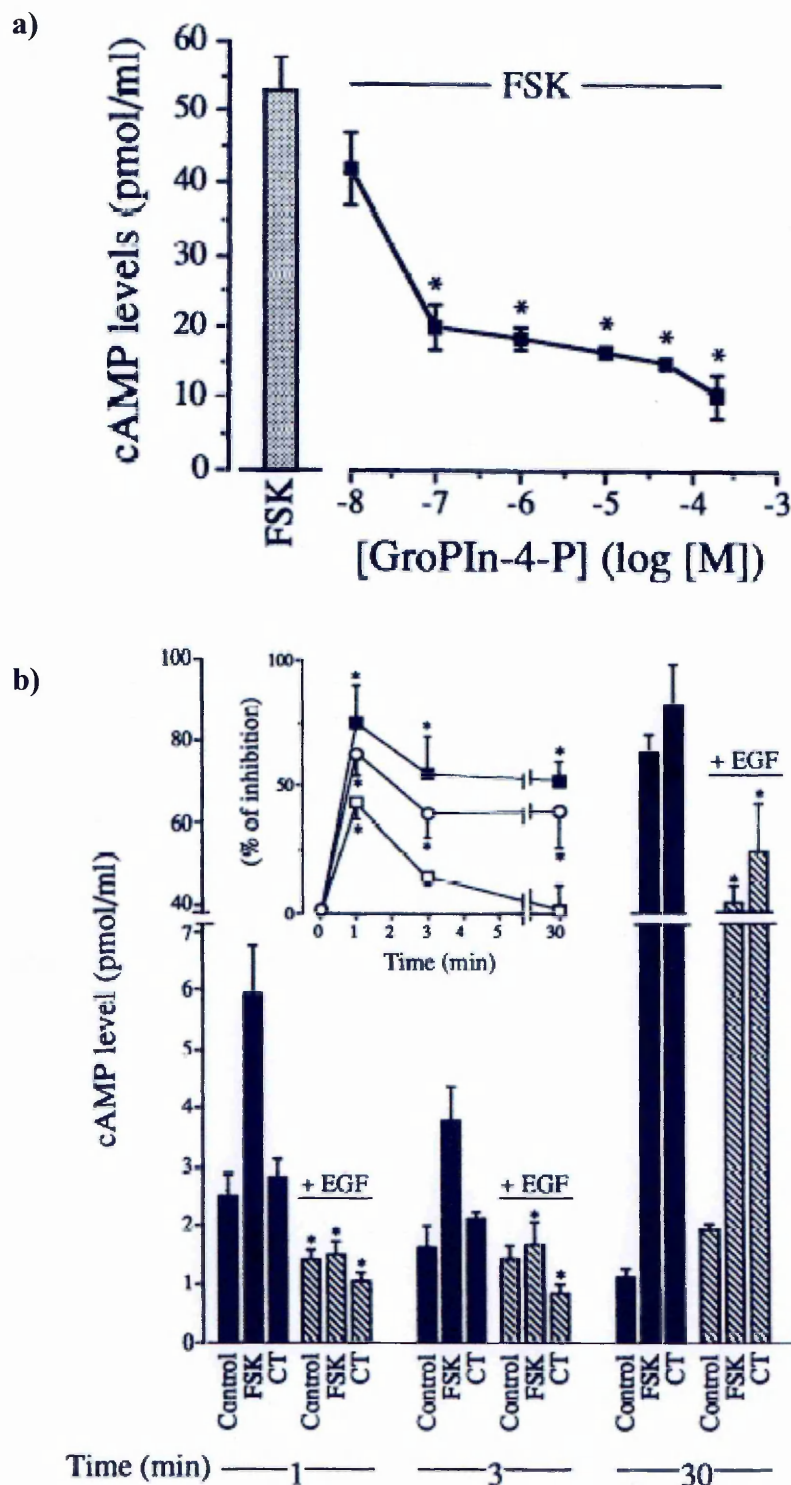 a)
60
50
40
30
20
10
0
cAMP levels (pmol/ml)
FSK
FSK
* * * * *
-8 -7 -6 -5 -4 -3
[GroPIn-4-P] (log [M])
b)
100
80
60
40
7
6
5
4
3
2
1
0
cAMP level (pmol/ml)
100
50
0
(% of inhibition)
* * *
* * *
*
0 1 2 3 4 5 30
Time (min)
+ EGF
* * *
+ EGF
* *
+ EGF
* *
Control FSK CT Control FSK CT Control FSK CT Control FSK CT Control FSK CT Control FSK CT
Time (min) 1 3 30